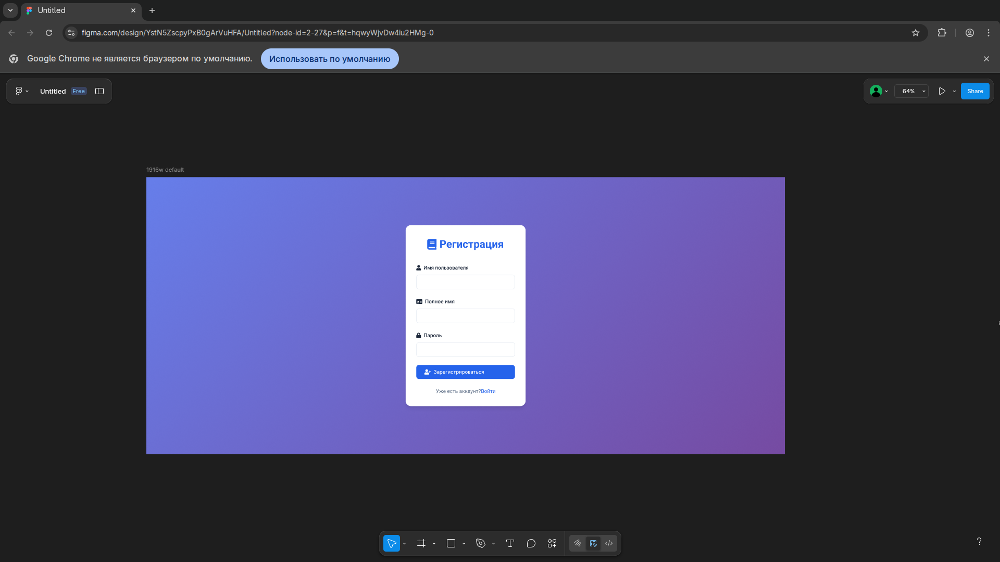 Untitled
figma.com/design/YstN5ZscpyPxB0gArVuHFA/Untitled?node-id=2-27&p=f&t=hqwyWjvDw4iu2HMg-0
Google Chrome не является браузером по умолчанию.
Использовать по умолчанию
Untitled
Free
64%
Share
1916w default
Регистрация
Имя пользователя
Полное имя
Пароль
Зарегистрироваться
Уже есть аккаунт?Войти
?